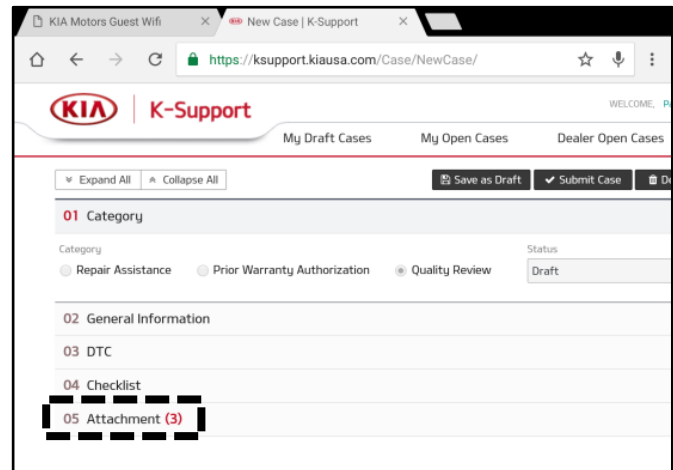 KIA Motors Guest Wifi New Case | K-Support
https://ksupport.kiausa.com/Case/NewCase/
KIA K-Support WELCOME,
My Draft Cases My Open Cases Dealer Open Cases
Expand All Collapse All Save as Draft Submit Case
01 Category
Category Status
Repair Assistance Prior Warranty Authorization Quality Review Draft
02 General Information
03 DTC
04 Checklist
05 Attachment (3)